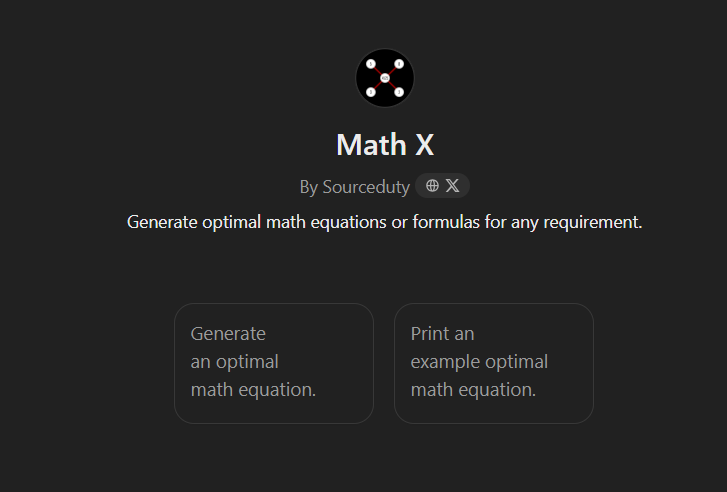 Math X
By Sourceduty
Generate optimal math equations or formulas for any requirement.
Generate
an optimal
math equation.
Print an
example optimal
math equation.